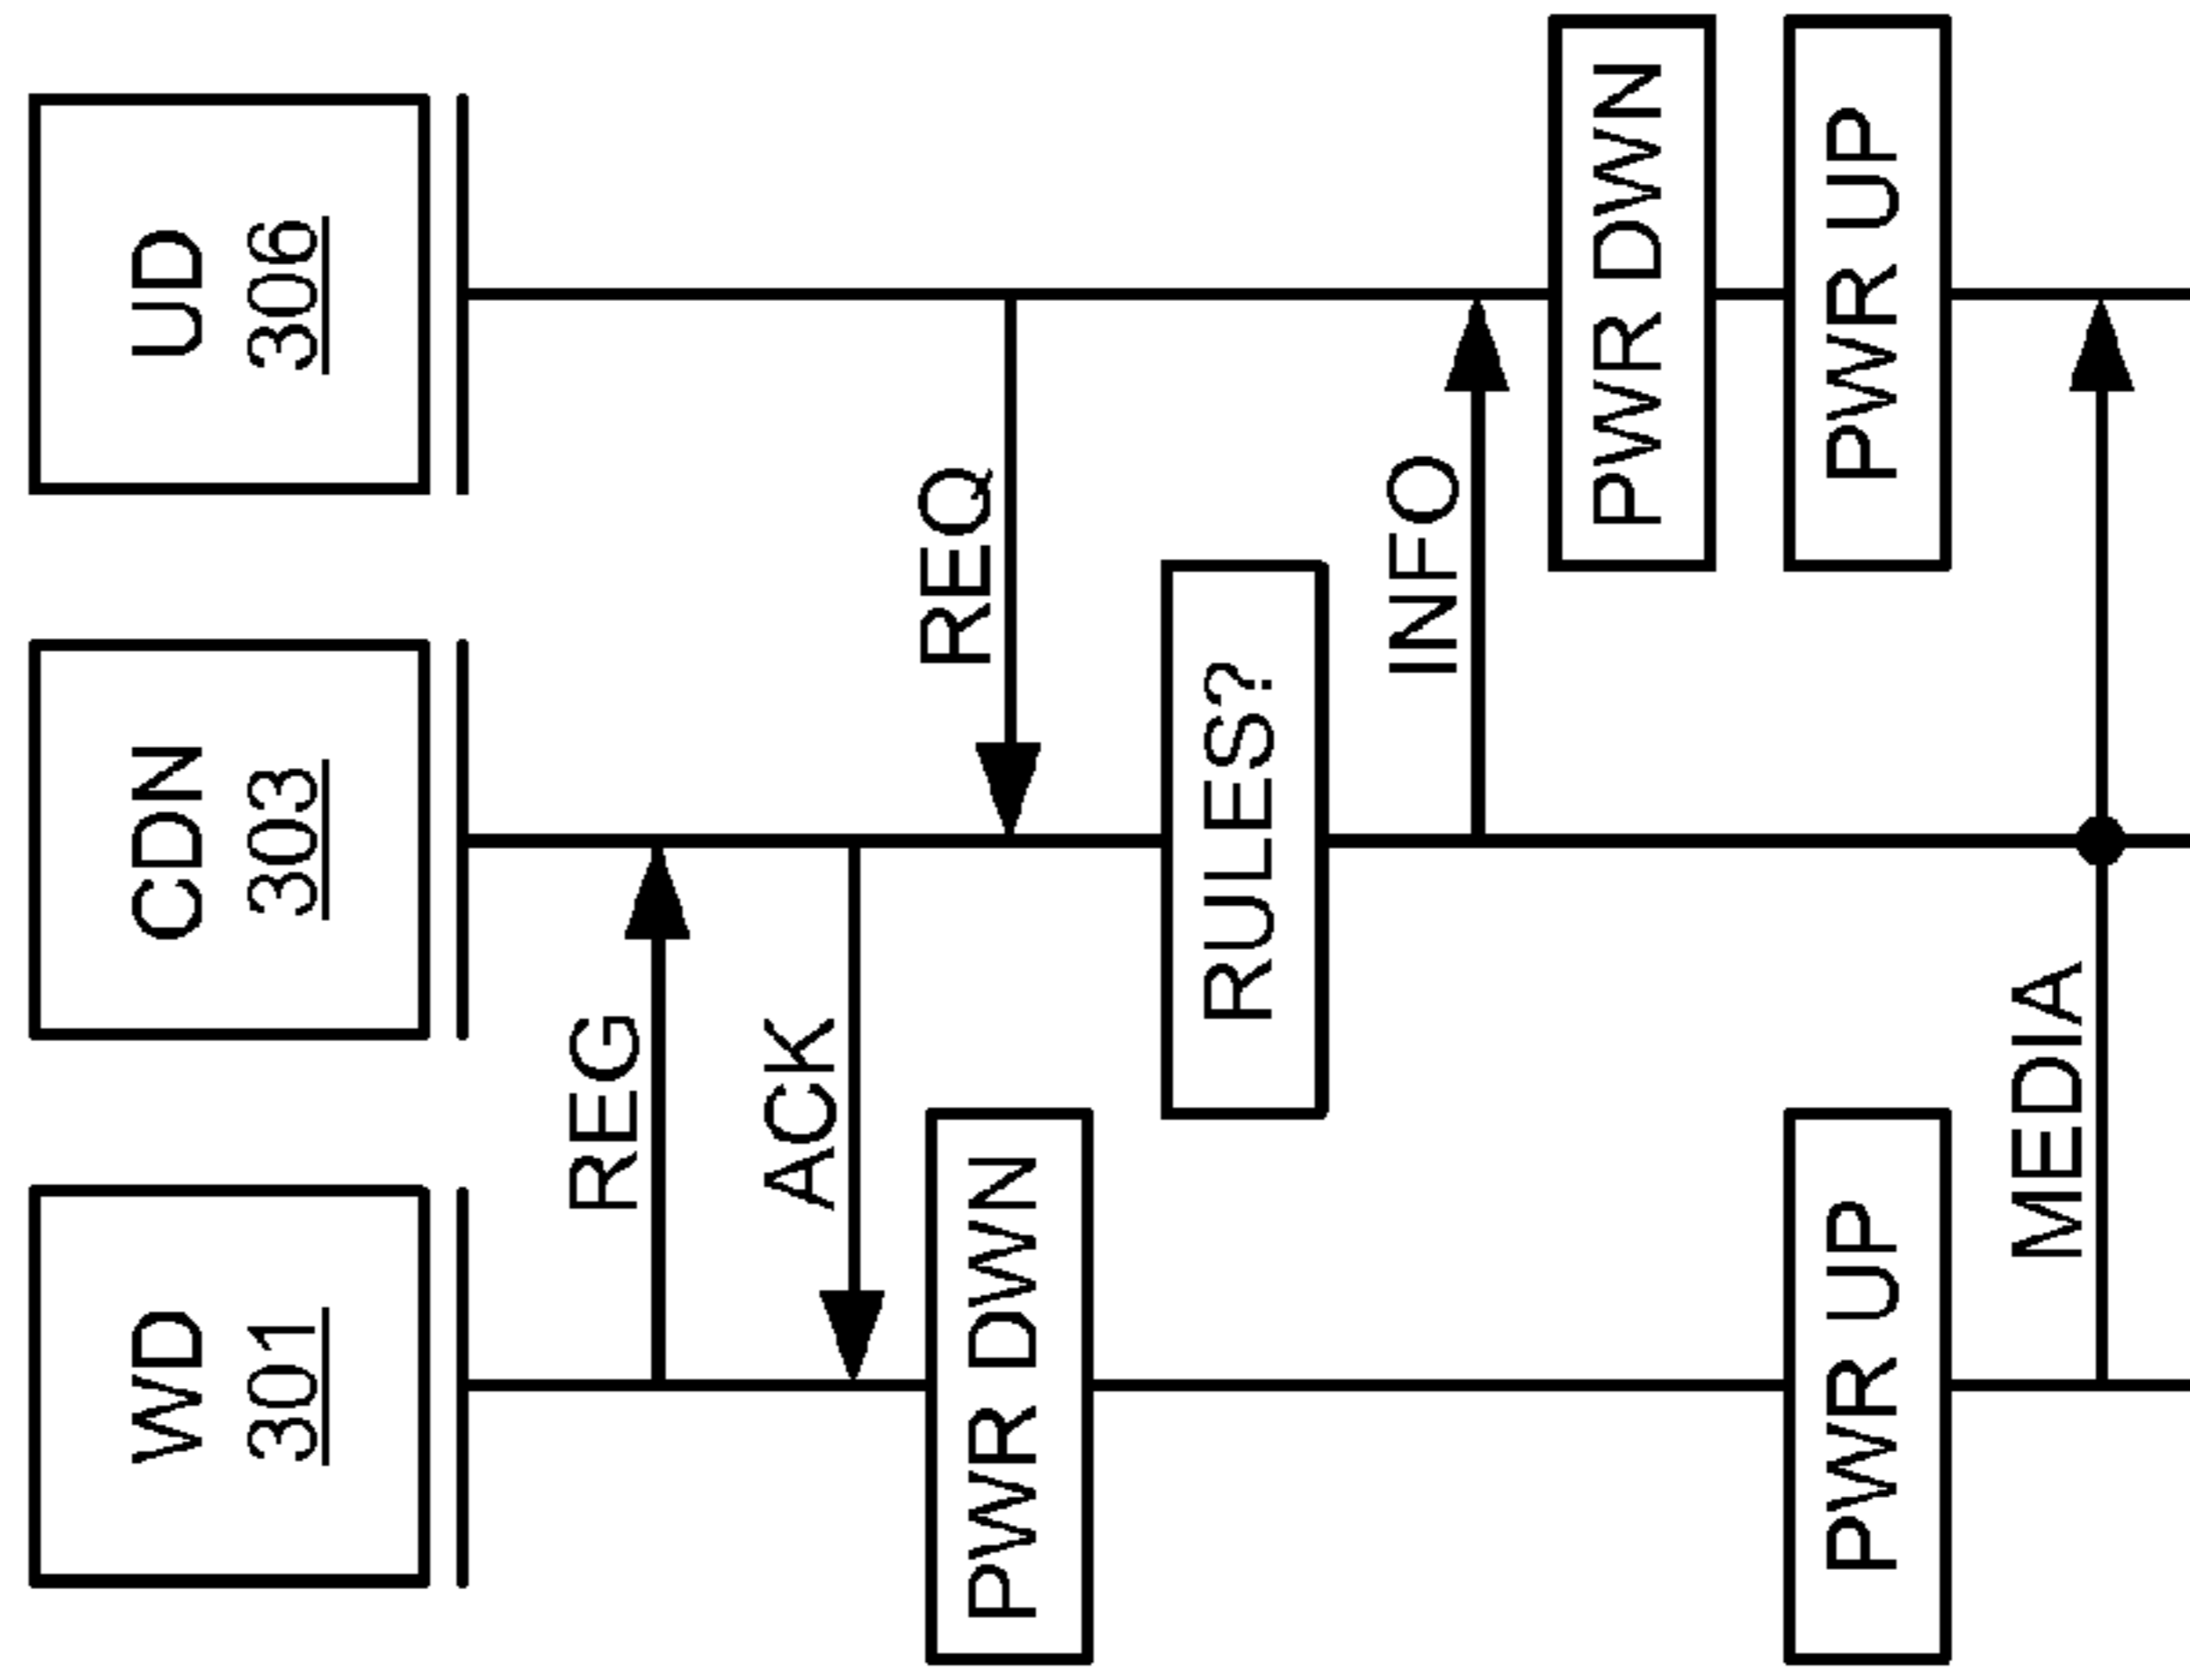 WD
301
CDN
303
UD
306
REG
ACK
PWR DWN
REQ
RULES?
INFO
PWR DWN
PWR UP
PWR UP
MEDIA